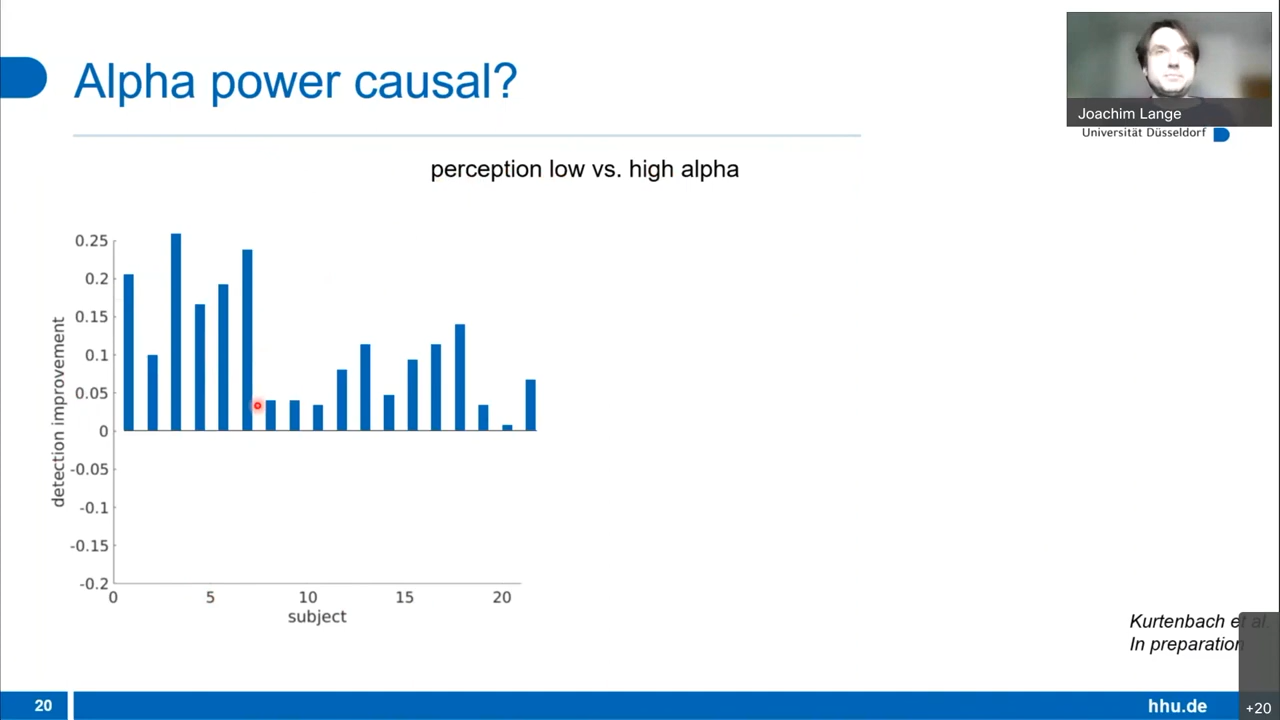 Alpha power causal?
Joachim Lange
Universität Düsseldorf
perception low vs. high alpha
detection improvement
0.25
0.2
0.15
0.1
0.05
0
-0.05
-0.1
-0.15
-0.2
0 5 10 15 20
subject
Kurtenbach et al.
In preparation
20
hhu.de
+20